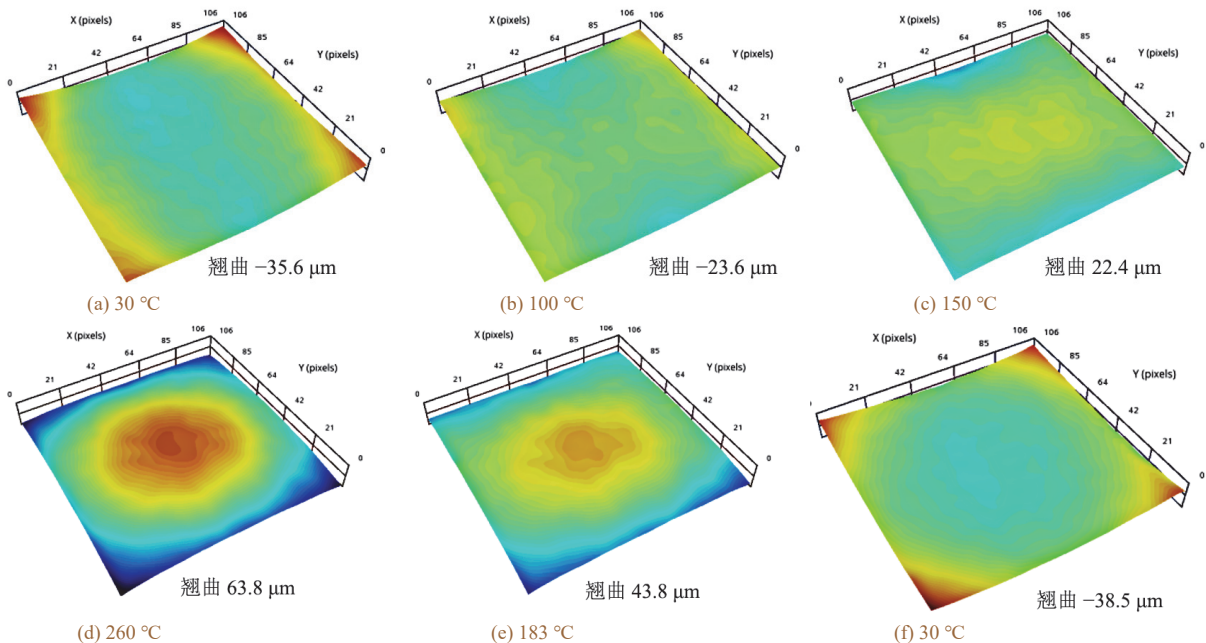 X (pixels)
0 21 42 64 85 106
Y (pixels)
106 85 64 42 21 0
翘曲 −35.6 μm
(a) 30 ℃
X (pixels)
0 21 42 64 85 106
Y (pixels)
106 85 64 42 21 0
翘曲 −23.6 μm
(b) 100 ℃
X (pixels)
0 21 42 64 85 106
Y (pixels)
106 85 64 42 21 0
翘曲 22.4 μm
(c) 150 ℃
X (pixels)
0 21 42 64 85 106
Y (pixels)
106 85 64 42 21 0
翘曲 63.8 μm
(d) 260 ℃
X (pixels)
0 21 42 64 85 106
Y (pixels)
106 85 64 42 21 0
翘曲 43.8 μm
(e) 183 ℃
X (pixels)
0 21 42 64 85 106
Y (pixels)
106 85 64 42 21 0
翘曲 −38.5 μm
(f) 30 ℃